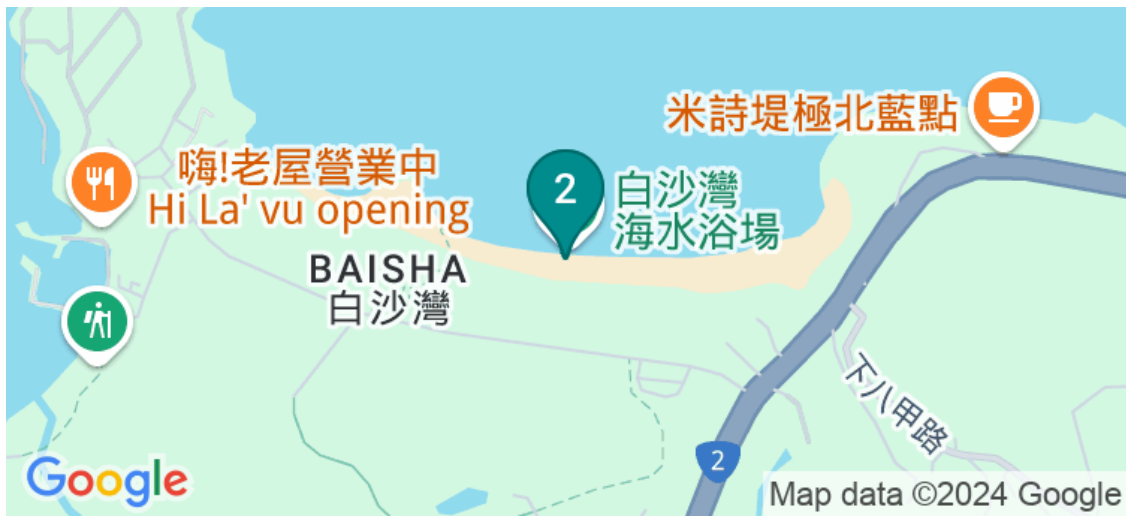 米詩堤極北藍點
嗨!老屋營業中
Hi La' vu opening
2
白沙灣
海水浴場
BAISHA
白沙灣
下八甲路
2
Google
Map data ©2024 Google